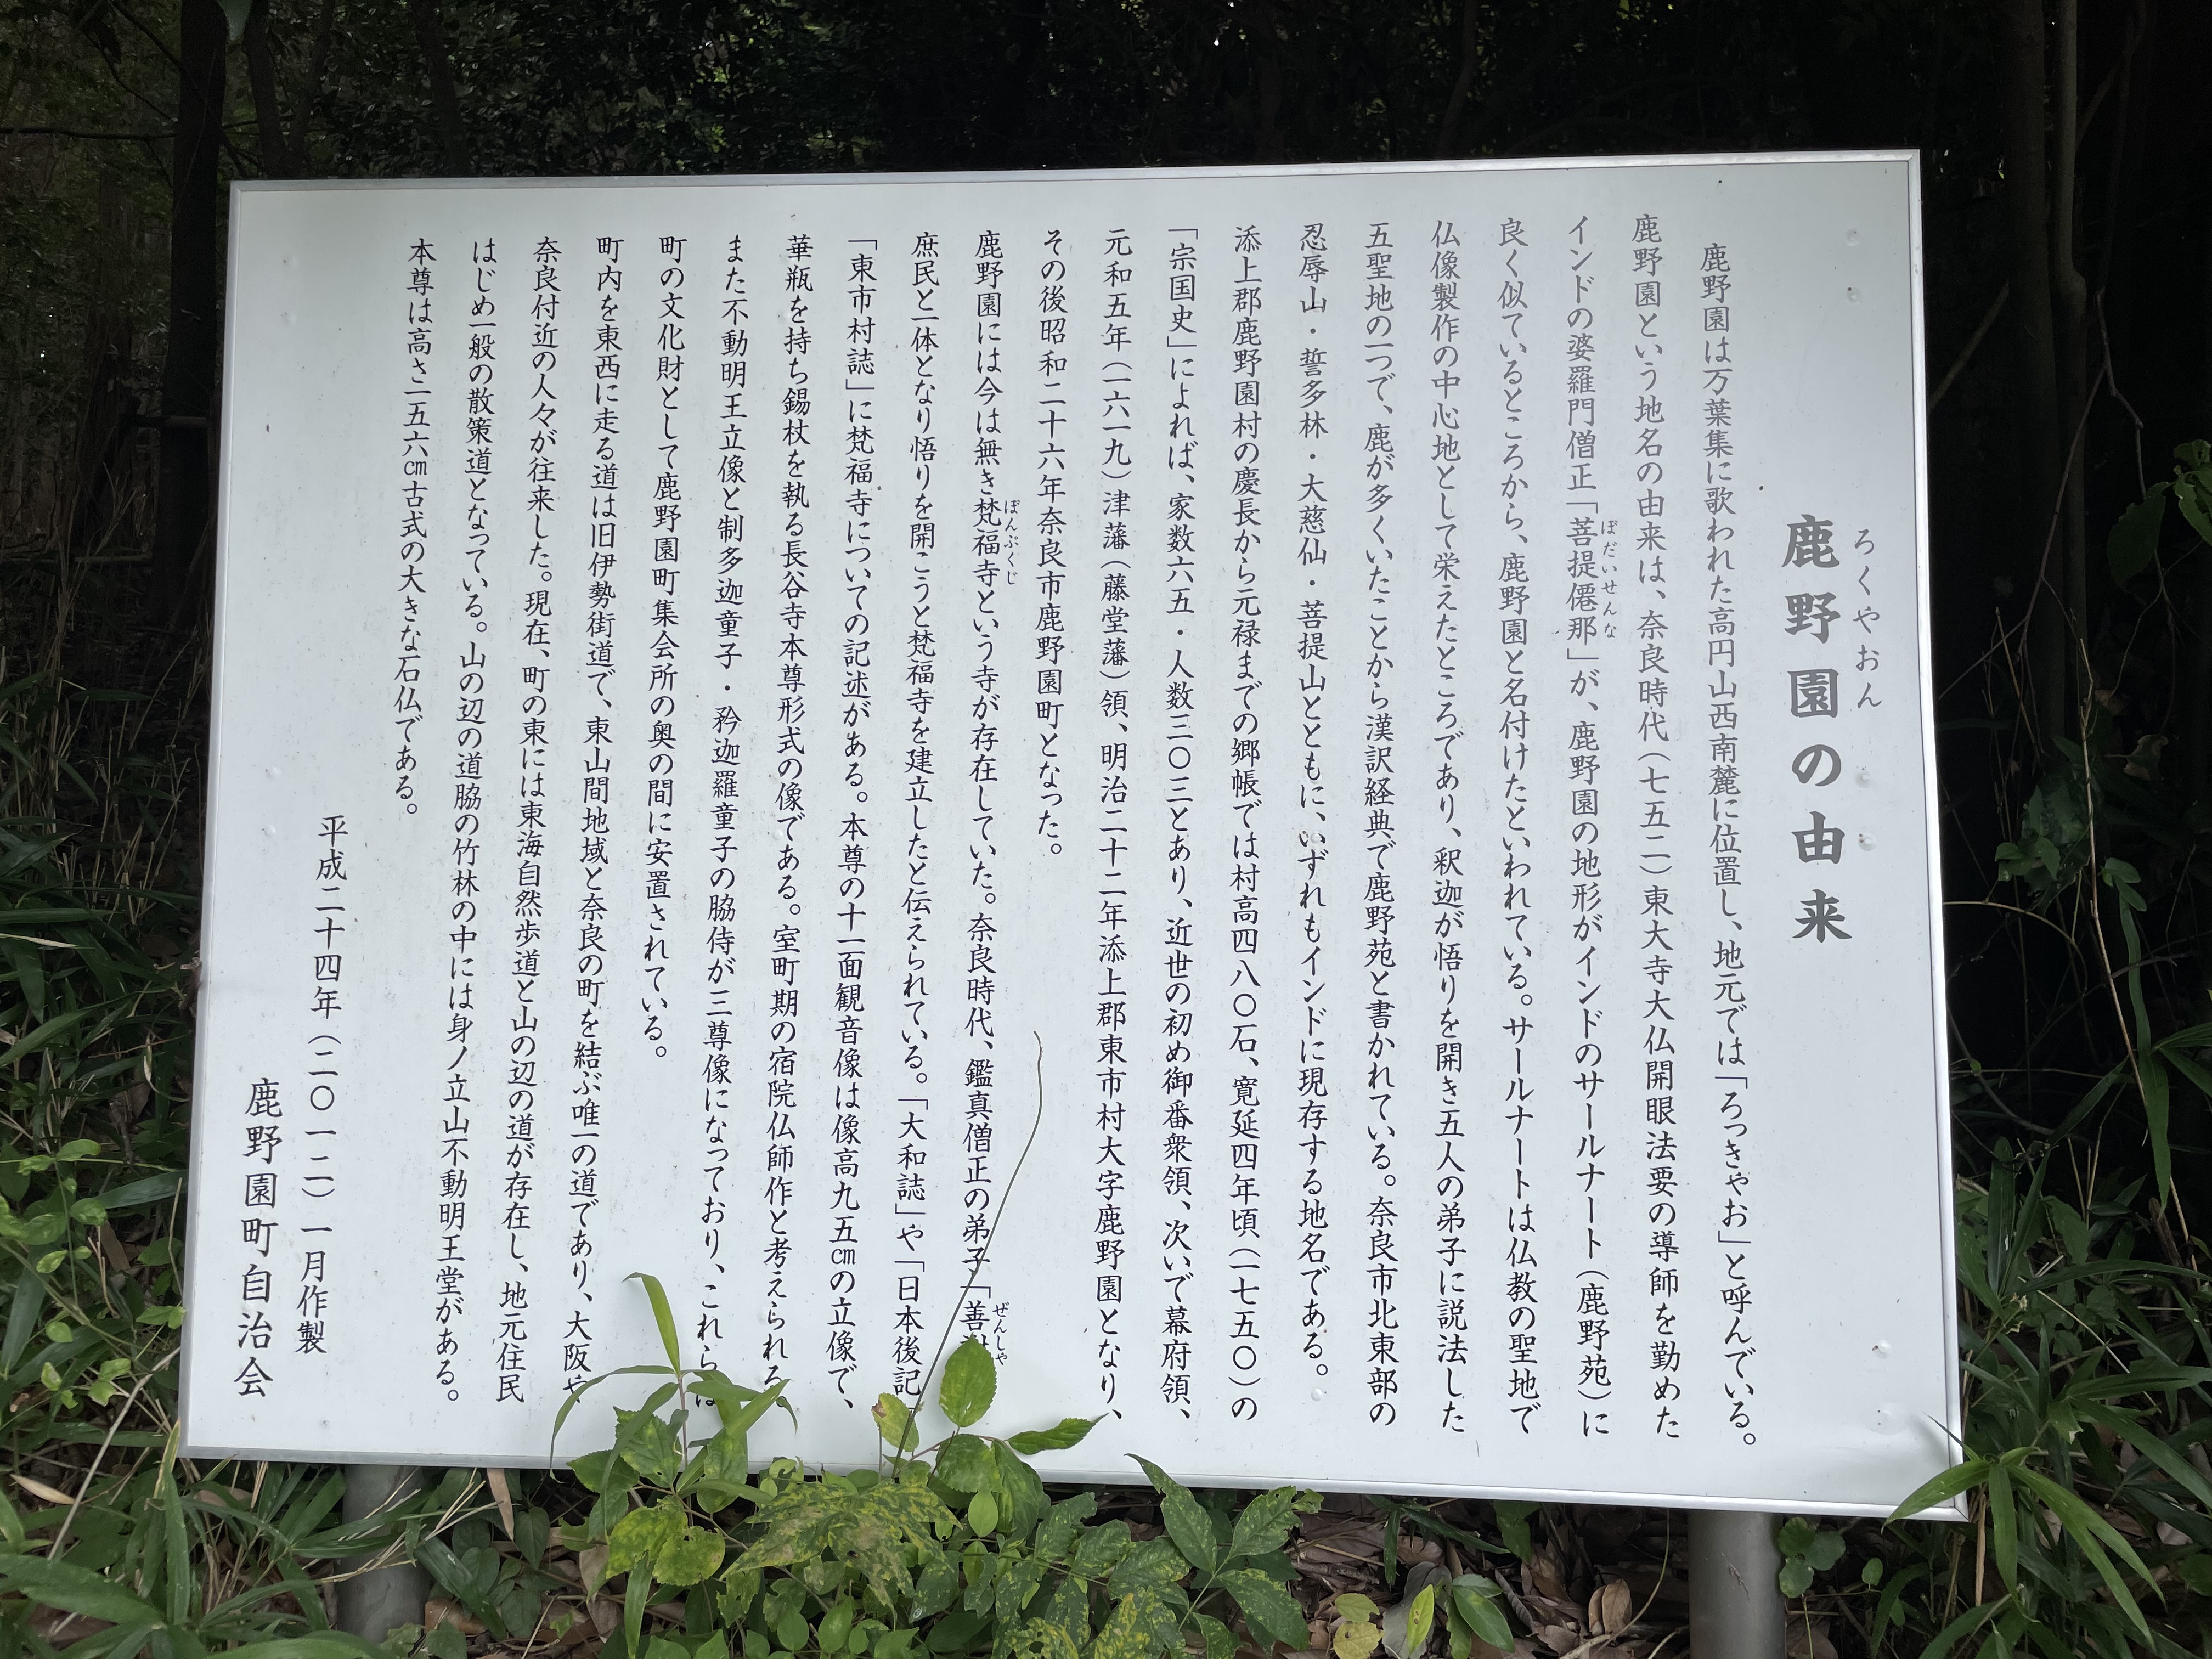 鹿野園の由来
ろくやおん
鹿野園は万葉集に歌われた高円山西南麓に位置し、地元では「ろっきゃお」と呼んでいる。
鹿野園という地名の由来は、奈良時代（七五二）東大寺大仏開眼法要の導師を勤めた
インドの婆羅門僧正「菩提僊那」が、鹿野園の地形がインドのサールナート（鹿野苑）に
ぼだいせんな
良く似ているところから、鹿野園と名付けたといわれている。サールナートは仏教の聖地で
仏像製作の中心地として栄えたところであり、釈迦が悟りを開き五人の弟子に説法した
五聖地の一つで、鹿が多くいたことから漢訳経典で鹿野苑と書かれている。奈良市北東部の
忍辱山・誓多林・大慈仙・菩提山とともに、いずれもインドに現存する地名である。
添上郡鹿野園村の慶長から元禄までの郷帳では村高四八〇石、寛延四年頃（一七五〇）の
「宗国史」によれば、家数六五・人数三〇三とあり、近世の初め御番衆領、次いで幕府領、
元和五年（一六一九）津藩（藤堂藩）領、明治二十二年添上郡東市村大字鹿野園となり、
その後昭和二十六年奈良市鹿野園町となった。
鹿野園には今は無き梵福寺という寺が存在していた。奈良時代、鑑真僧正の弟子「善
ぼんぶくじ
ぜんしゃ
庶民と一体となり悟りを開こうと梵福寺を建立したと伝えられている。「大和誌」や「日本後記
「東市村誌」に梵福寺についての記述がある。本尊の十一面観音像は像高九五㎝の立像で、
華瓶を持ち錫杖を執る長谷寺本尊形式の像である。室町期の宿院仏師作と考えられる。
また不動明王立像と制多迦童子・矜迦羅童子の脇侍が三尊像になっており、これらは
町の文化財として鹿野園町集会所の奥の間に安置されている。
町内を東西に走る道は旧伊勢街道で、東山間地域と奈良の町を結ぶ唯一の道であり、大阪や
奈良付近の人々が往来した。現在、町の東には東海自然歩道と山の辺の道が存在し、地元住民
はじめ一般の散策道となっている。山の辺の道脇の竹林の中には身ノ立山不動明王堂がある。
本尊は高さ二五六㎝古式の大きな石仏である。
平成二十四年（二〇一二）一月作製
鹿野園町自治会